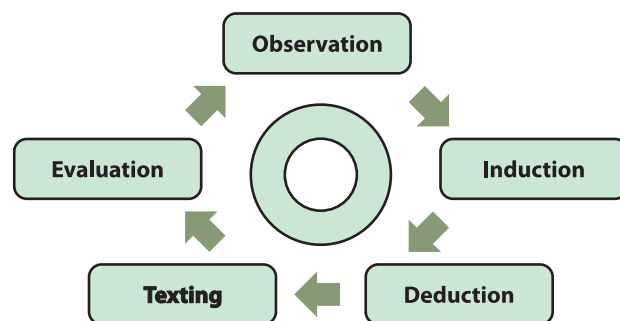 Observation
Induction
Deduction
Texting
Evaluation